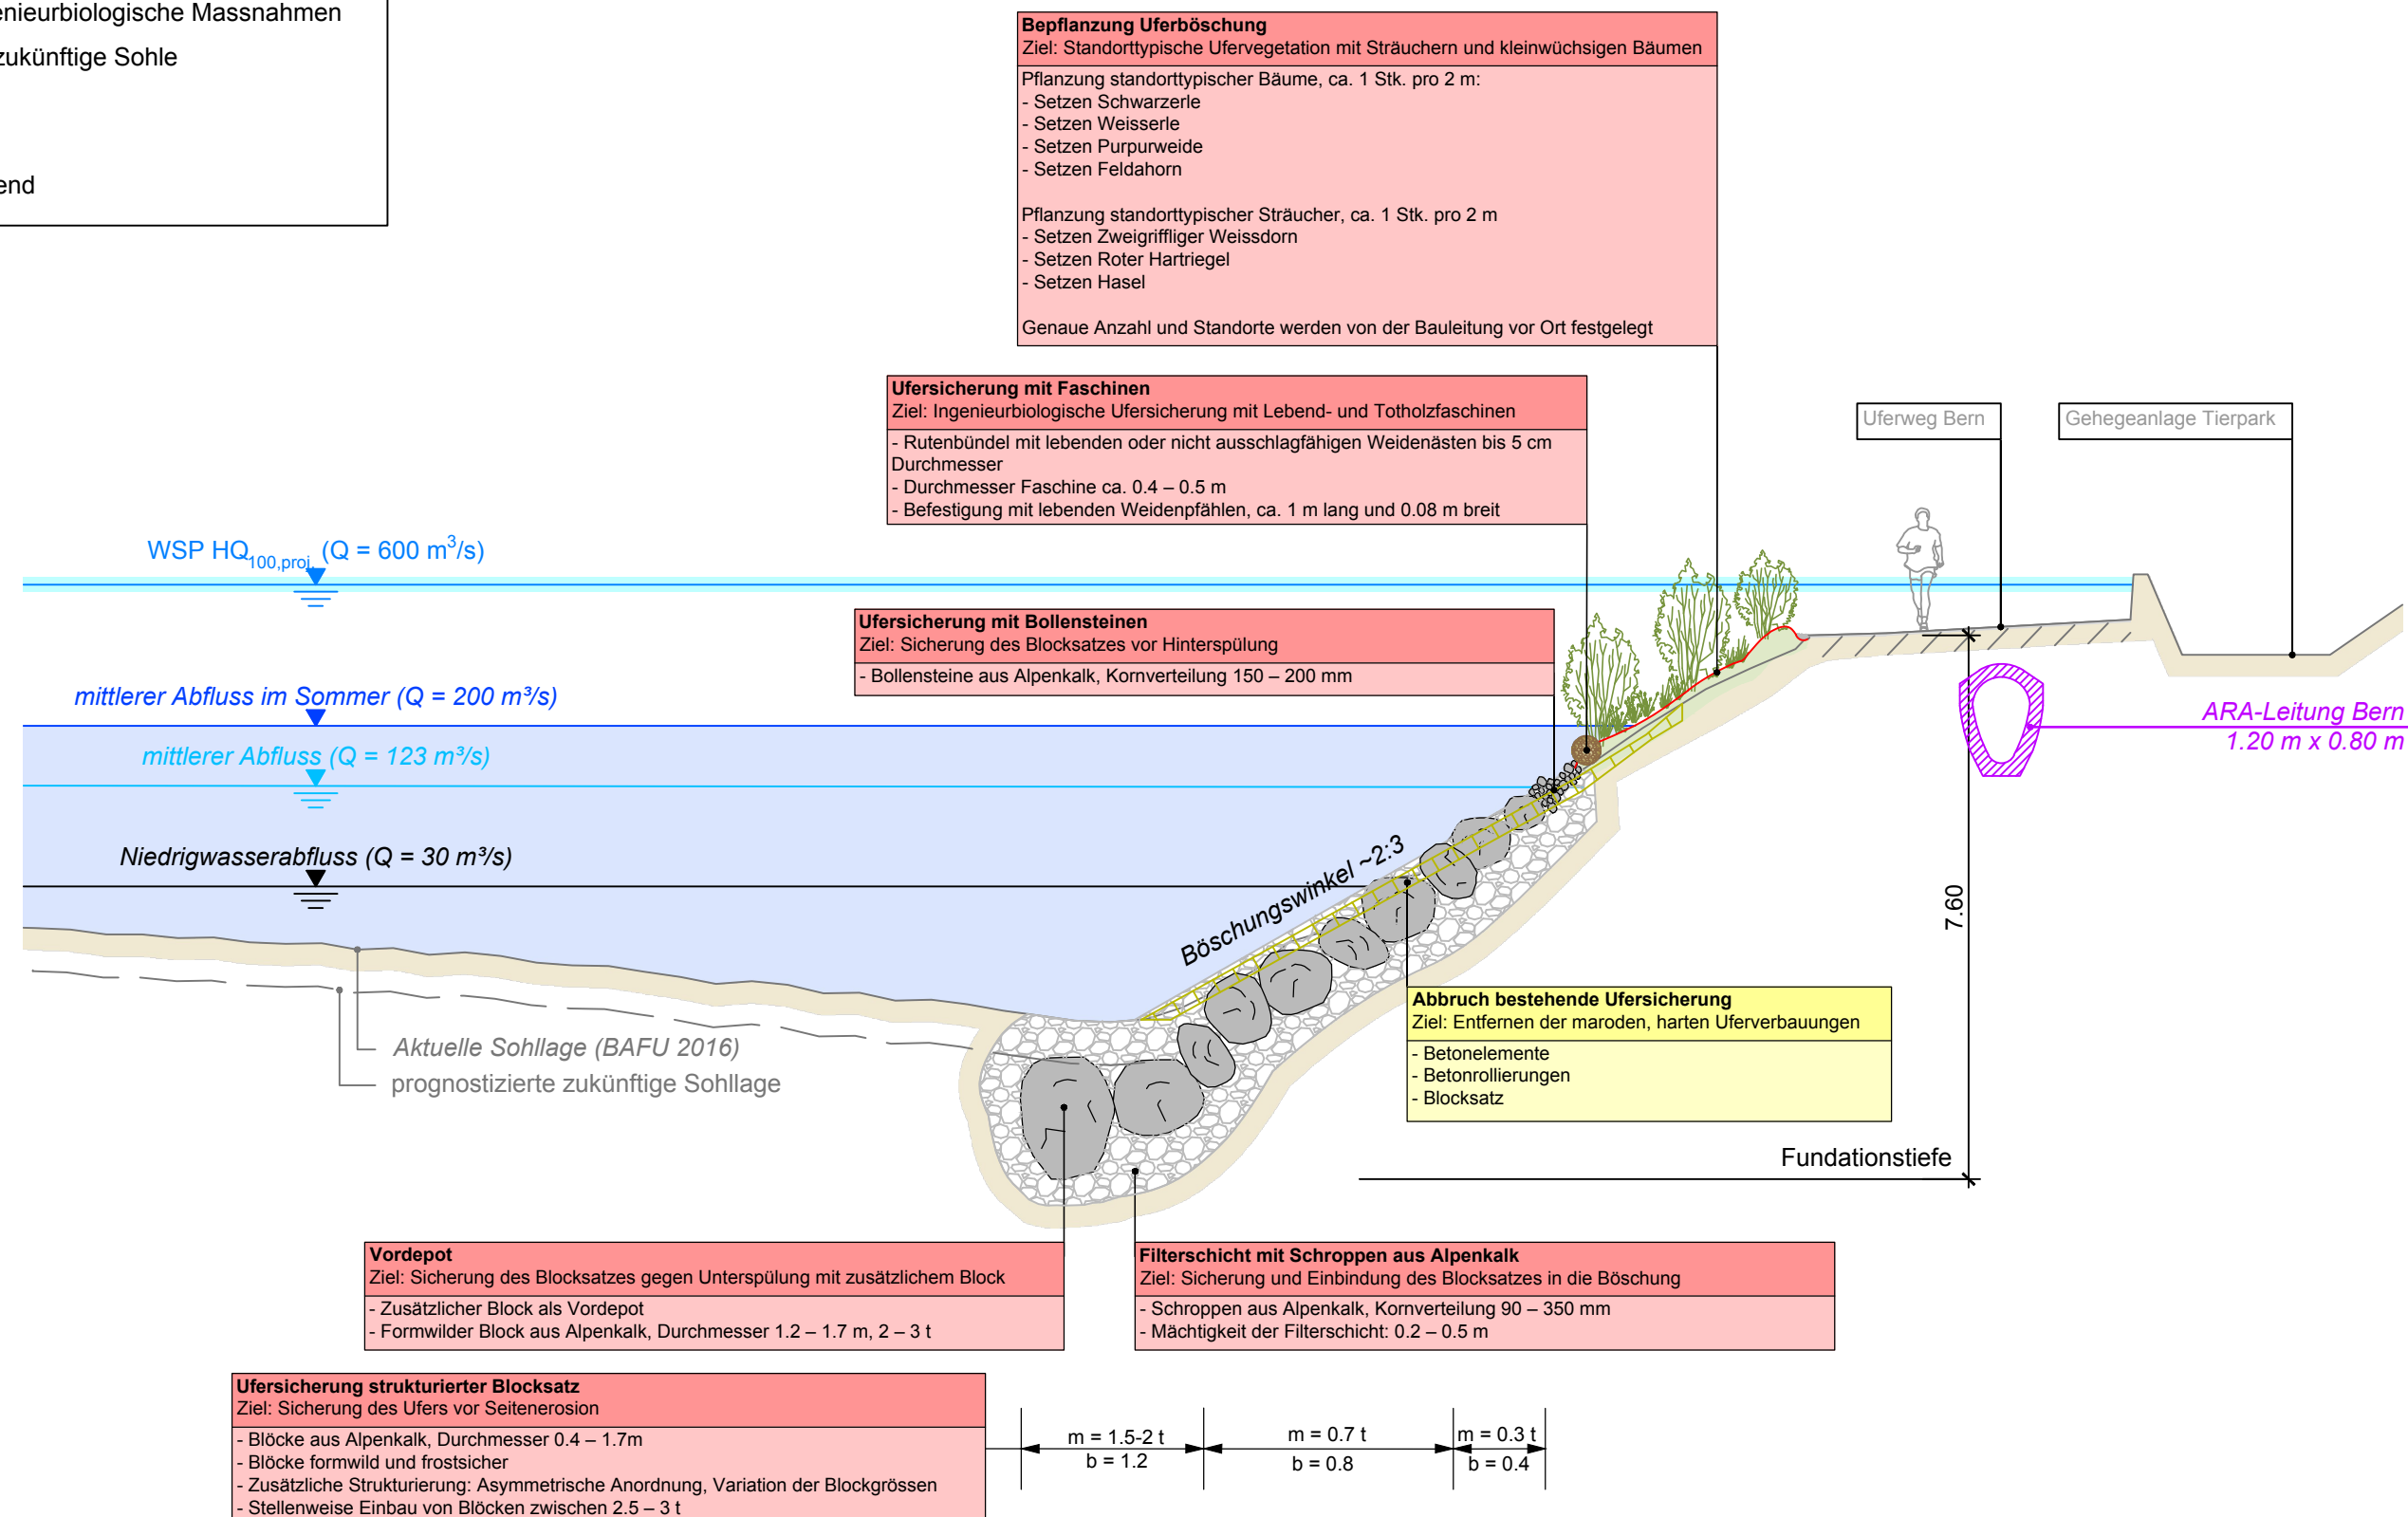 enieurbiologische Massnahmen
zukünftige Sohle
end
Bepflanzung Uferböschung
Ziel: Standorttypische Ufervegetation mit Sträuchern und kleinwüchsigen Bäumen
Pflanzung standorttypischer Bäume, ca. 1 Stk. pro 2 m:
- Setzen Schwarzerle
- Setzen Weisserle
- Setzen Purpurweide
- Setzen Feldahorn
Pflanzung standorttypischer Sträucher, ca. 1 Stk. pro 2 m
- Setzen Zweigriffliger Weissdorn
- Setzen Roter Hartriegel
- Setzen Hasel
Genaue Anzahl und Standorte werden von der Bauleitung vor Ort festgelegt
Ufersicherung mit Faschinen
Ziel: Ingenieurbiologische Ufersicherung mit Lebend- und Totholzfaschinen
- Rutenbündel mit lebenden oder nicht ausschlagfähigen Weidenästen bis 5 cm
Durchmesser
- Durchmesser Faschine ca. 0.4 – 0.5 m
- Befestigung mit lebenden Weidenpfählen, ca. 1 m lang und 0.08 m breit
Uferweg Bern
Gehegeanlage Tierpark
WSP HQ100,proj. (Q = 600 m³/s)
Ufersicherung mit Bollensteinen
Ziel: Sicherung des Blocksatzes vor Hinterspülung
- Bollensteine aus Alpenkalk, Kornverteilung 150 – 200 mm
mittlerer Abfluss im Sommer (Q = 200 m³/s)
mittlerer Abfluss (Q = 123 m³/s)
Niedrigwasserabfluss (Q = 30 m³/s)
ARA-Leitung Bern
1.20 m x 0.80 m
Böschungswinkel ~2:3
7.60
Aktuelle Sohllage (BAFU 2016)
prognostizierte zukünftige Sohllage
Abbruch bestehende Ufersicherung
Ziel: Entfernen der maroden, harten Uferverbauungen
- Betonelemente
- Betonrollierungen
- Blocksatz
Fundationstiefe
Vordepot
Ziel: Sicherung des Blocksatzes gegen Unterspülung mit zusätzlichem Block
- Zusätzlicher Block als Vordepot
- Formwilder Block aus Alpenkalk, Durchmesser 1.2 – 1.7 m, 2 – 3 t
Filterschicht mit Schroppen aus Alpenkalk
Ziel: Sicherung und Einbindung des Blocksatzes in die Böschung
- Schroppen aus Alpenkalk, Kornverteilung 90 – 350 mm
- Mächtigkeit der Filterschicht: 0.2 – 0.5 m
Ufersicherung strukturierter Blocksatz
Ziel: Sicherung des Ufers vor Seitenerosion
- Blöcke aus Alpenkalk, Durchmesser 0.4 – 1.7m
- Blöcke formwild und frostsicher
- Zusätzliche Strukturierung: Asymmetrische Anordnung, Variation der Blockgrössen
- Stellenweise Einbau von Blöcken zwischen 2.5 – 3 t
m = 1.5-2 t
b = 1.2
m = 0.7 t
b = 0.8
m = 0.3 t
b = 0.4